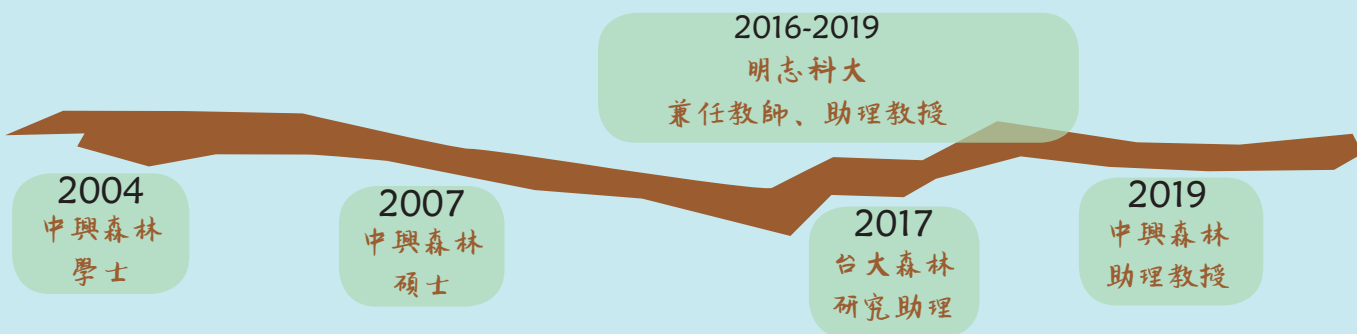 2004
中興森林
學士
2007
中興森林
碩士
2016-2019
明志科大
兼任教師、助理教授
2017
台大森林
研究助理
2019
中興森林
助理教授